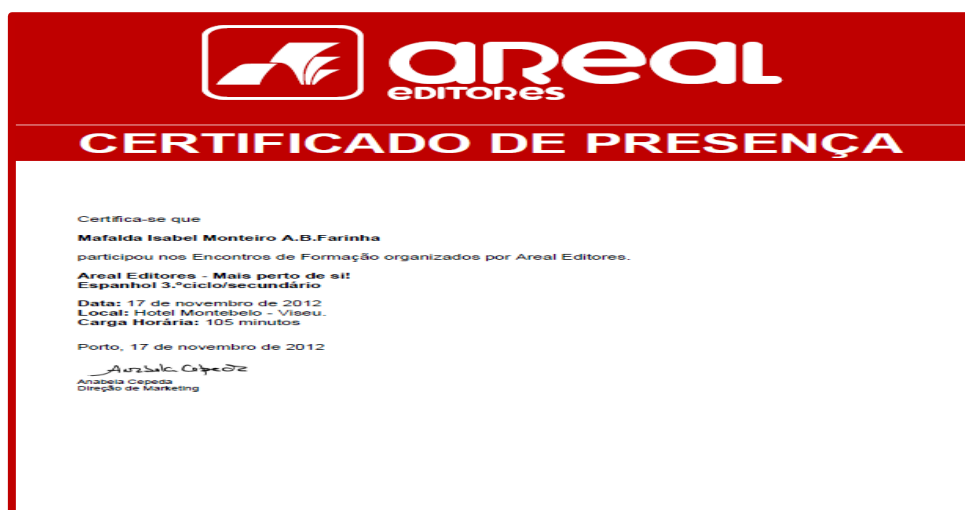 areal
editores
CERTIFICADO DE PRESENÇA
Certifica-se que
Mafalda Isabel Monteiro A.B.Farinha
participou nos Encontros de Formação organizados por Areal Editores.
Areal Editores - Mais perto de si!
Espanhol 3.ºciclo/secundário
Data: 17 de novembro de 2012
Local: Hotel Montebelo - Viseu.
Carga Horária: 105 minutos
Porto, 17 de novembro de 2012
Anabela Cepeda
Anabela Cepeda
Direção de Marketing